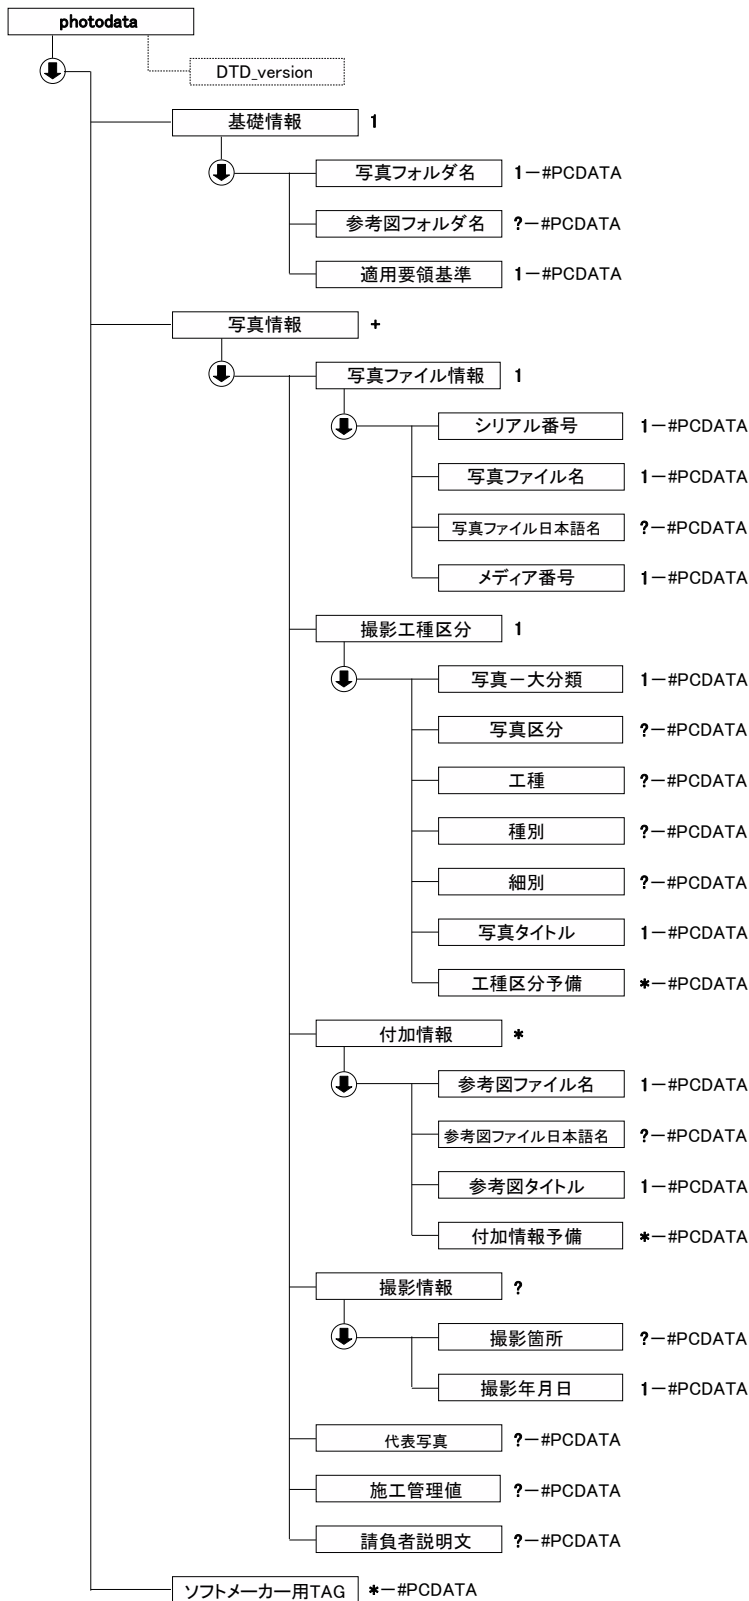 photodata
DTD_version
基礎情報 1
写真フォルダ名 1－#PCDATA
参考図フォルダ名 ?－#PCDATA
適用要領基準 1－#PCDATA
写真情報 +
写真ファイル情報 1
シリアル番号 1－#PCDATA
写真ファイル名 1－#PCDATA
写真ファイル日本語名 ?－#PCDATA
メディア番号 1－#PCDATA
撮影工種区分 1
写真－大分類 1－#PCDATA
写真区分 ?－#PCDATA
工種 ?－#PCDATA
種別 ?－#PCDATA
細別 ?－#PCDATA
写真タイトル 1－#PCDATA
工種区分予備 *－#PCDATA
付加情報 *
参考図ファイル名 1－#PCDATA
参考図ファイル日本語名 ?－#PCDATA
参考図タイトル 1－#PCDATA
付加情報予備 *－#PCDATA
撮影情報 ?
撮影箇所 ?－#PCDATA
撮影年月日 1－#PCDATA
代表写真 ?－#PCDATA
施工管理値 ?－#PCDATA
請負者説明文 ?－#PCDATA
ソフトメーカー用TAG *－#PCDATA